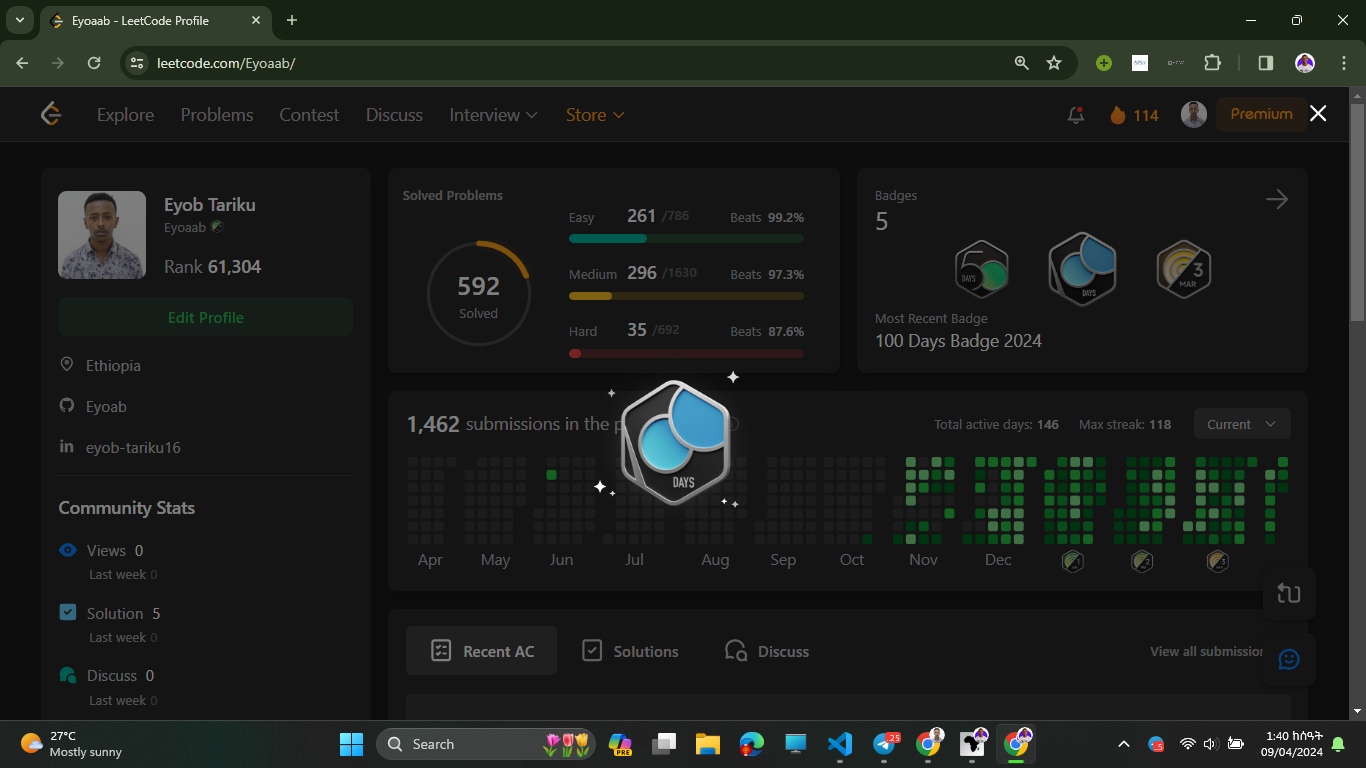 Eyoaab - LeetCode Profile
leetcode.com/Eyoaab/
Explore Problems Contest Discuss Interview Store 114 Premium
Eyob Tariku
Eyoaab
Rank 61,304
Edit Profile
Ethiopia
Eyoab
eyob-tariku16
Community Stats
Views 0
Last week 0
Solution 5
Last week 0
Discuss 0
Last week 0
Solved Problems
592
Solved
Easy 261 /786 Beats 99.2%
Medium 296 /1630 Beats 97.3%
Hard 35 /692 Beats 87.6%
Badges
5
50
DAYS
DAYS
3
MAR
Most Recent Badge
100 Days Badge 2024
1,462 submissions in the p
Total active days: 146 Max streak: 118 Current
DAYS
Apr May Jun Jul Aug Sep Oct Nov Dec
1 2 3
Recent AC Solutions Discuss View all submission
27°C
Mostly sunny
Search
PRE
.25
1:40 ከሰዓት
09/04/2024